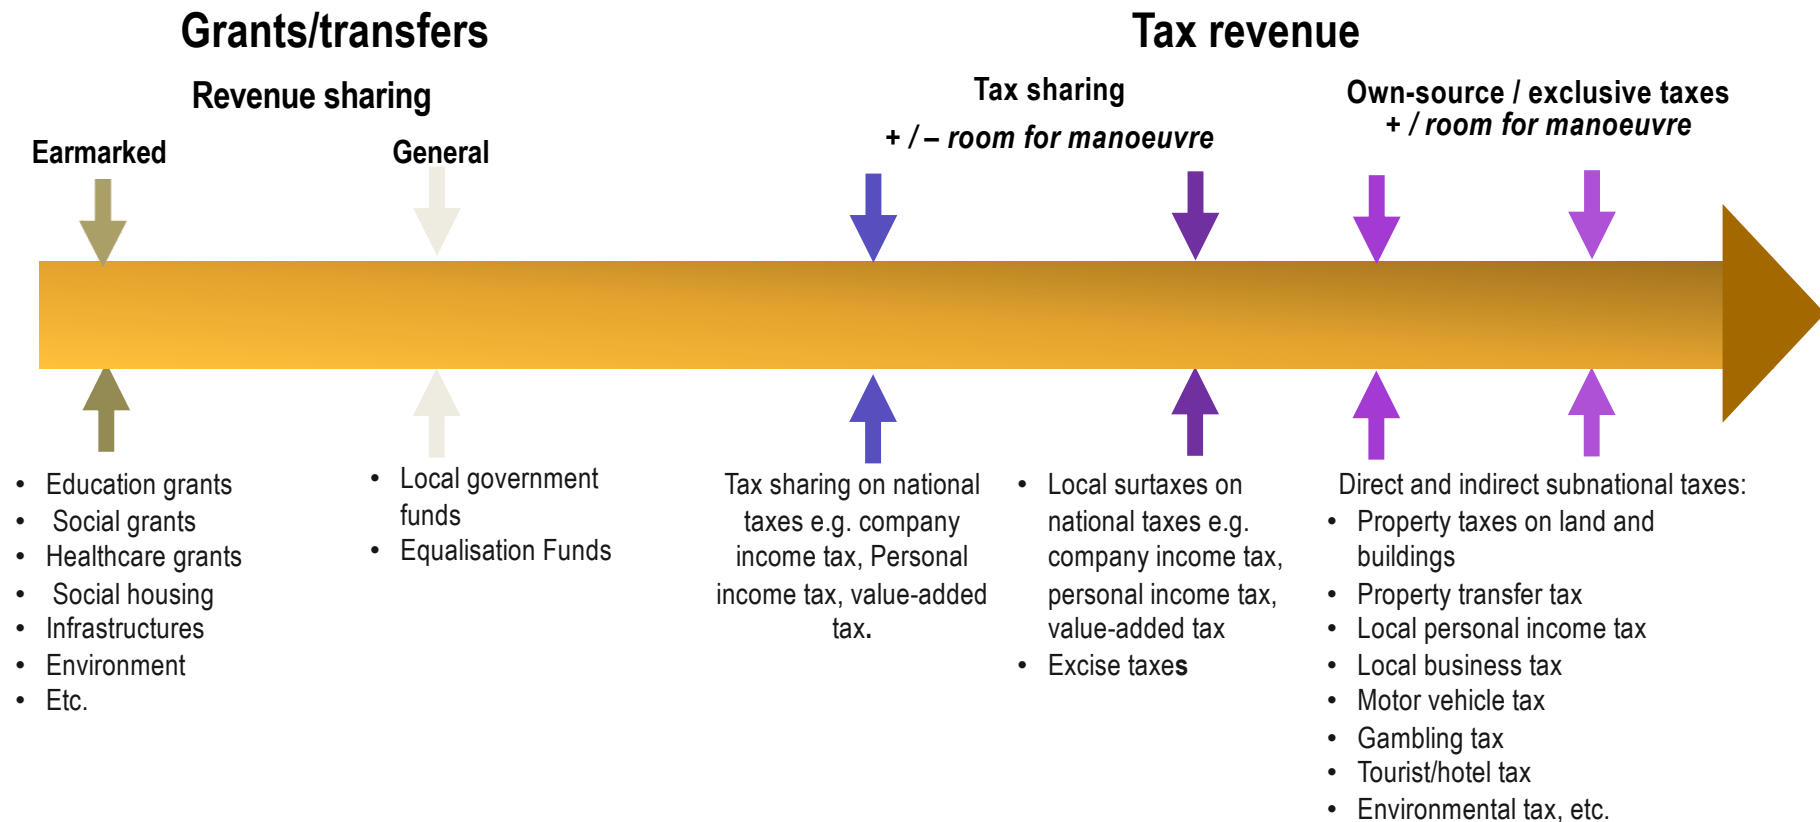 Grants/transfers
Revenue sharing
Earmarked
General
Tax revenue
Tax sharing
+ / – room for manoeuvre
Own-source / exclusive taxes
+ / room for manoeuvre
• Education grants
• Social grants
• Healthcare grants
• Social housing
• Infrastructures
• Environment
• Etc.
• Local government
funds
• Equalisation Funds
Tax sharing on national
taxes e.g. company
income tax, Personal
income tax, value-added
tax.
• Local surtaxes on
national taxes e.g.
company income tax,
personal income tax,
value-added tax
• Excise taxes
Direct and indirect subnational taxes:
• Property taxes on land and
buildings
• Property transfer tax
• Local personal income tax
• Local business tax
• Motor vehicle tax
• Gambling tax
• Tourist/hotel tax
• Environmental tax, etc.